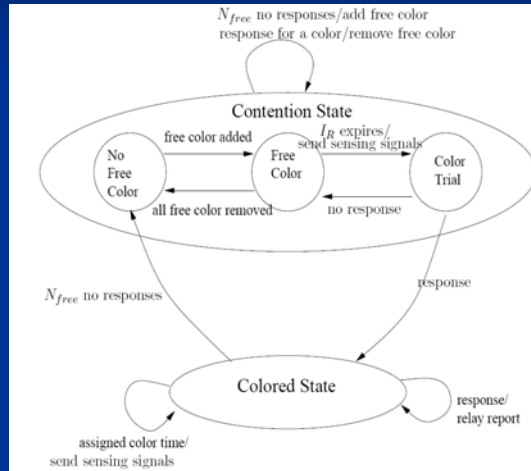 N_free no responses/add free color
response for a color/remove free color
Contention State
free color added
I_R expires/
send sensing signals
No
Free
Color
Free
Color
Color
Trial
all free color removed
no response
N_free no responses
response
Colored State
response/
relay report
assigned color time/
send sensing signals